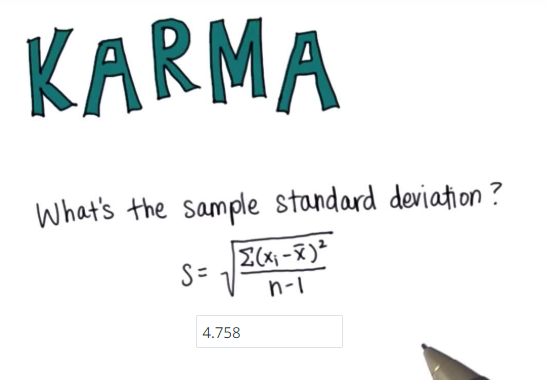 KARMA
What's the sample standard deviation?
S = √(Σ(xᵢ - x̄)² / n-1)
4.758